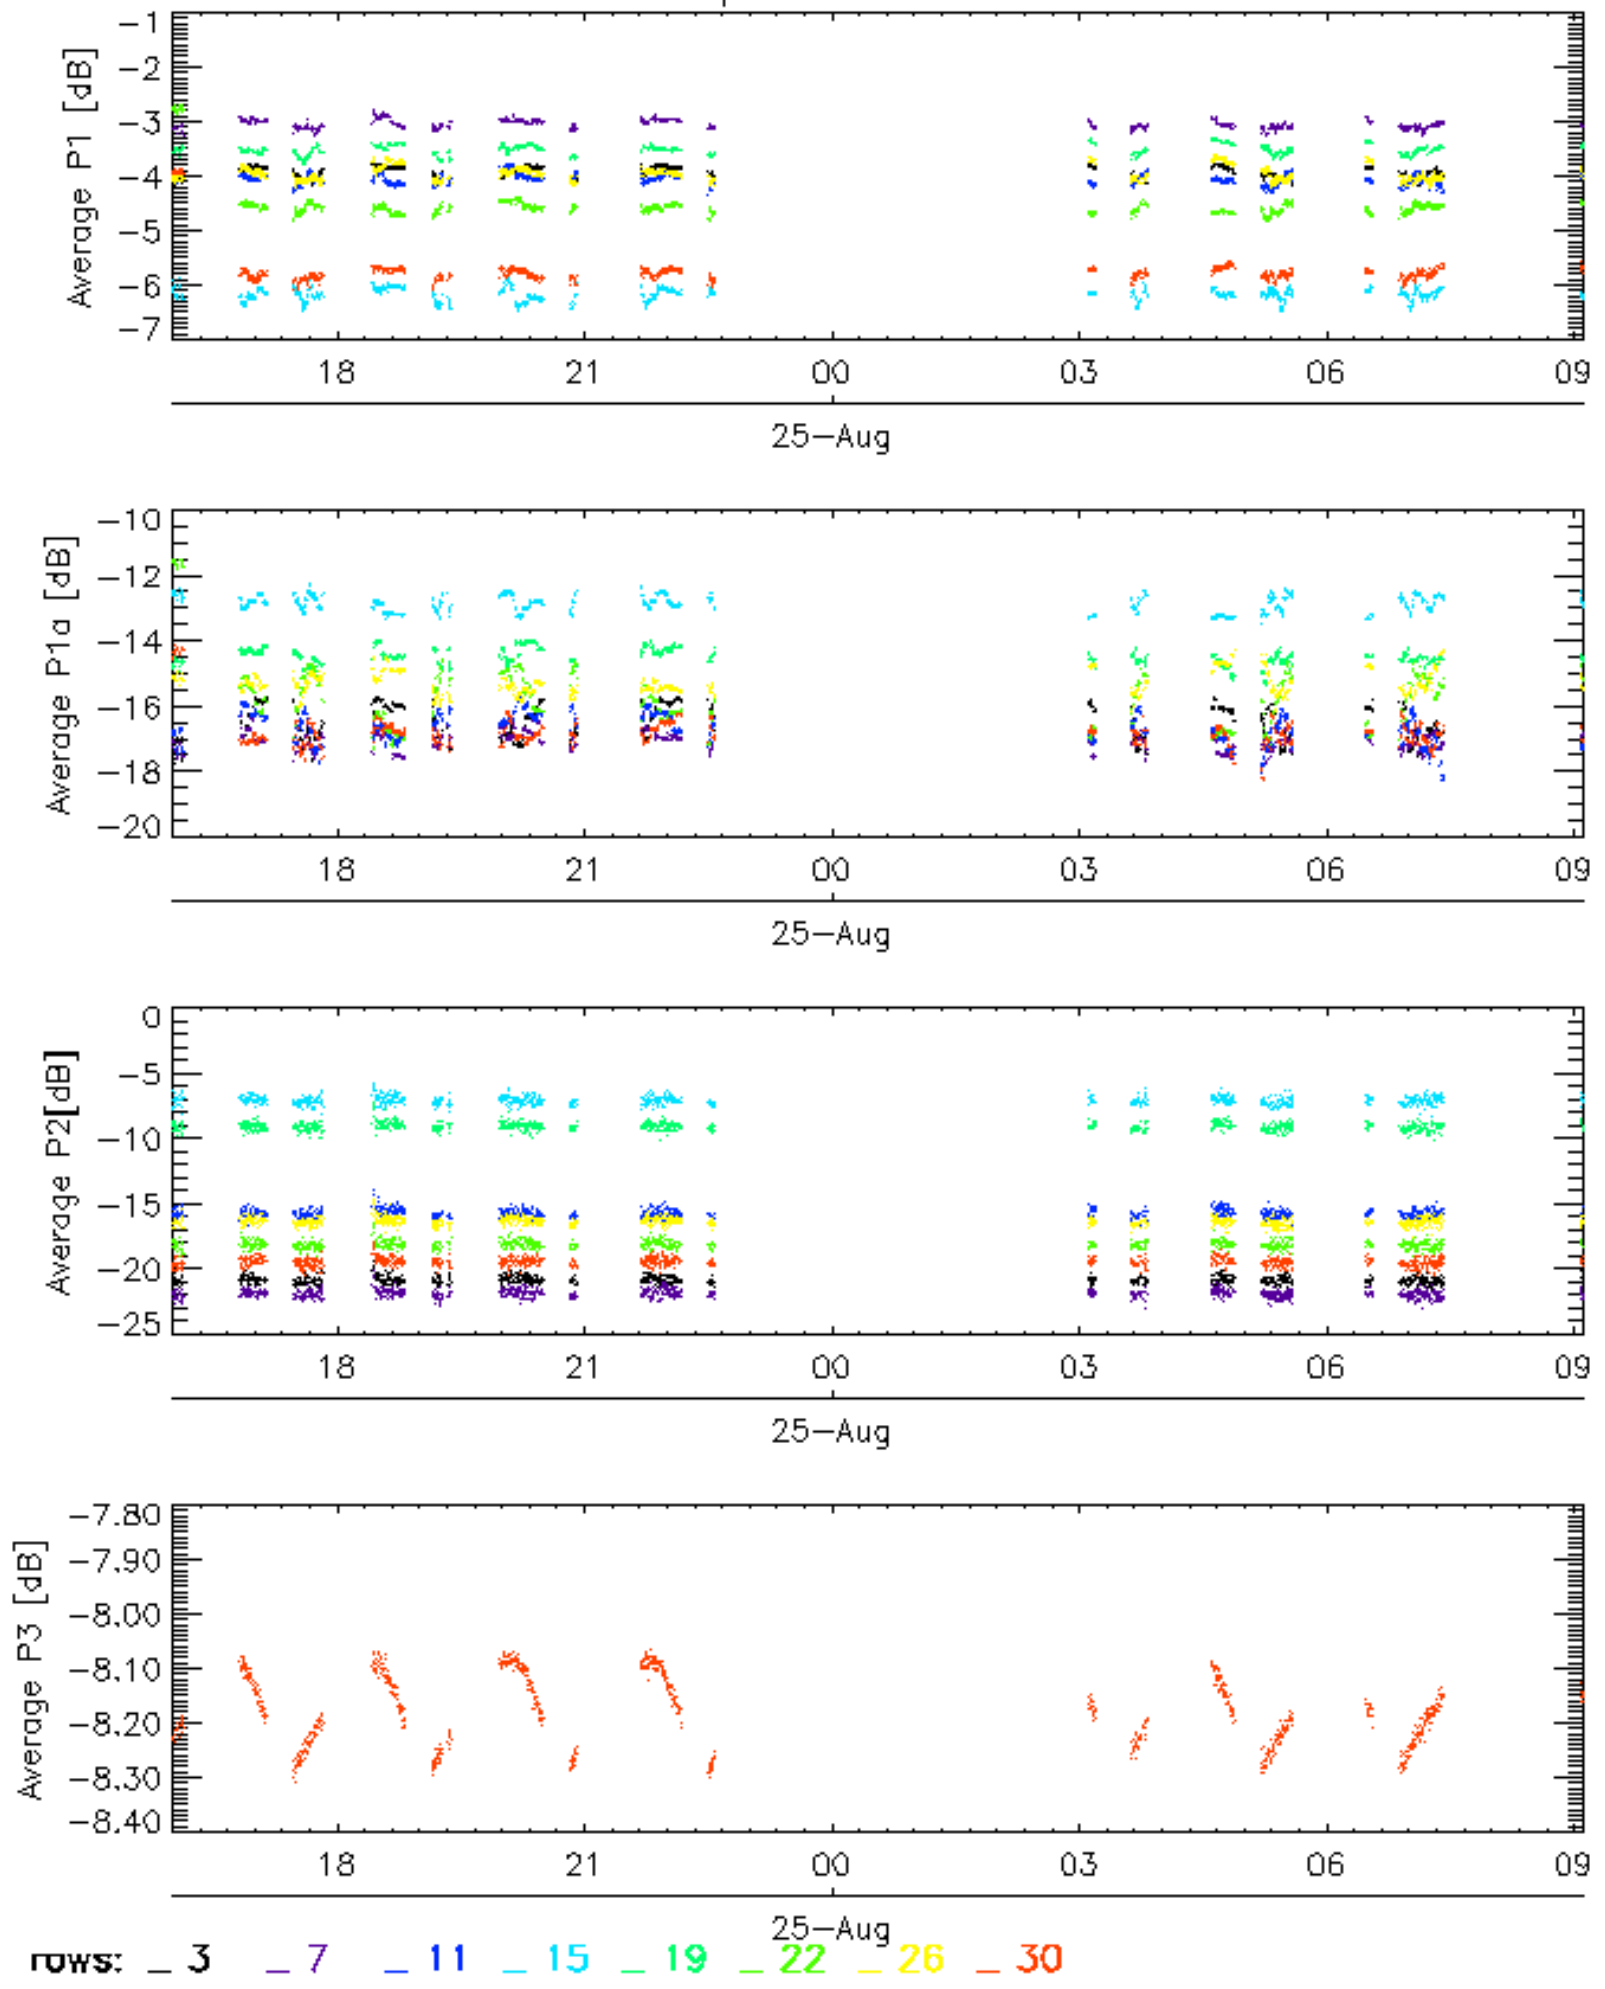 Average P1 [dB]
-1
-2
-3
-4
-5
-6
-7
18 21 00 03 06 09
25-Aug
Average P1a [dB]
-10
-12
-14
-16
-18
-20
18 21 00 03 06 09
25-Aug
Average P2[dB]
0
-5
-10
-15
-20
-25
18 21 00 03 06 09
25-Aug
Average P3 [dB]
-7.80
-7.90
-8.00
-8.10
-8.20
-8.30
-8.40
18 21 00 03 06 09
25-Aug
rows: _ 3 _ 7 _ 11 _ 15 _ 19 _ 22 _ 26 _ 30